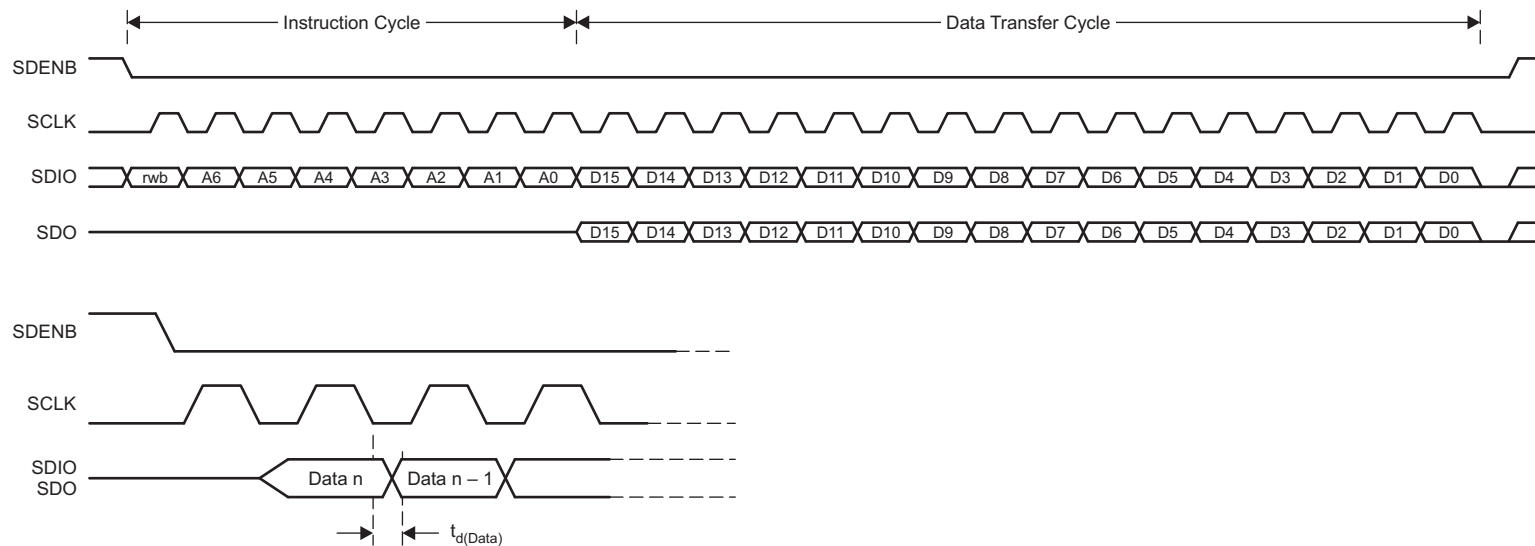 Instruction Cycle Data Transfer Cycle
SDENB
SCLK
SDIO rwb A6 A5 A4 A3 A2 A1 A0 D15 D14 D13 D12 D11 D10 D9 D8 D7 D6 D5 D4 D3 D2 D1 D0
SDO D15 D14 D13 D12 D11 D10 D9 D8 D7 D6 D5 D4 D3 D2 D1 D0
SDENB
SCLK
SDIO
SDO
Data n Data n – 1
td(Data)